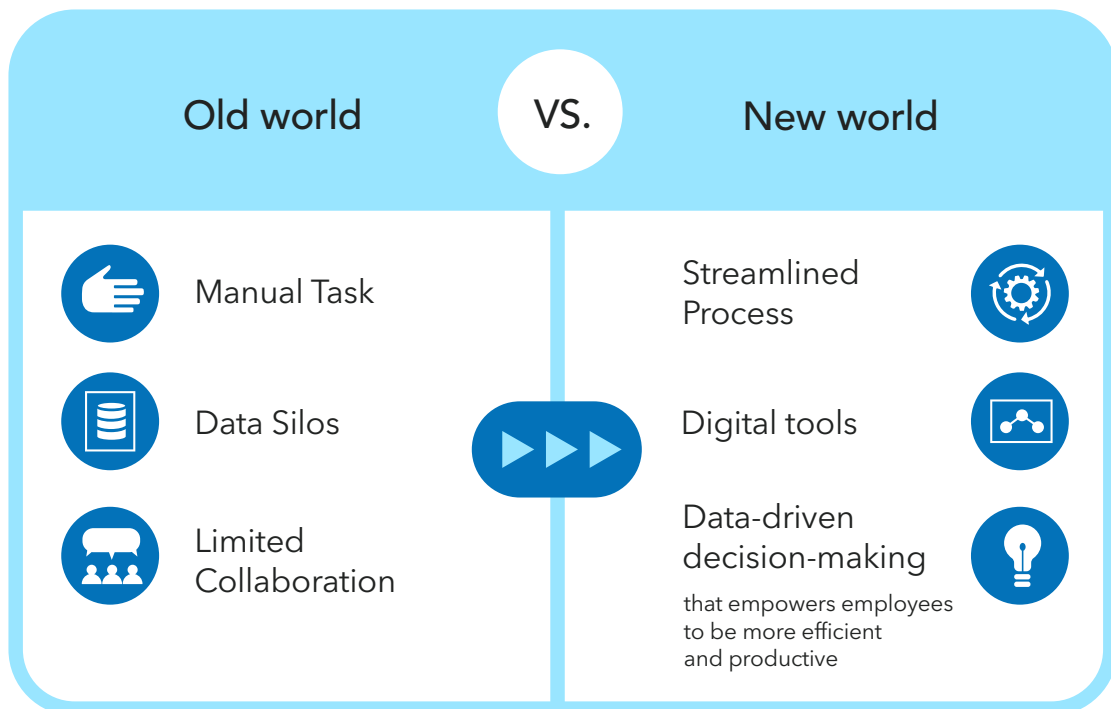 Old world
VS.
New world
Manual Task
Data Silos
Limited
Collaboration
Streamlined
Process
Digital tools
Data-driven
decision-making
that empowers employees
to be more efficient
and productive